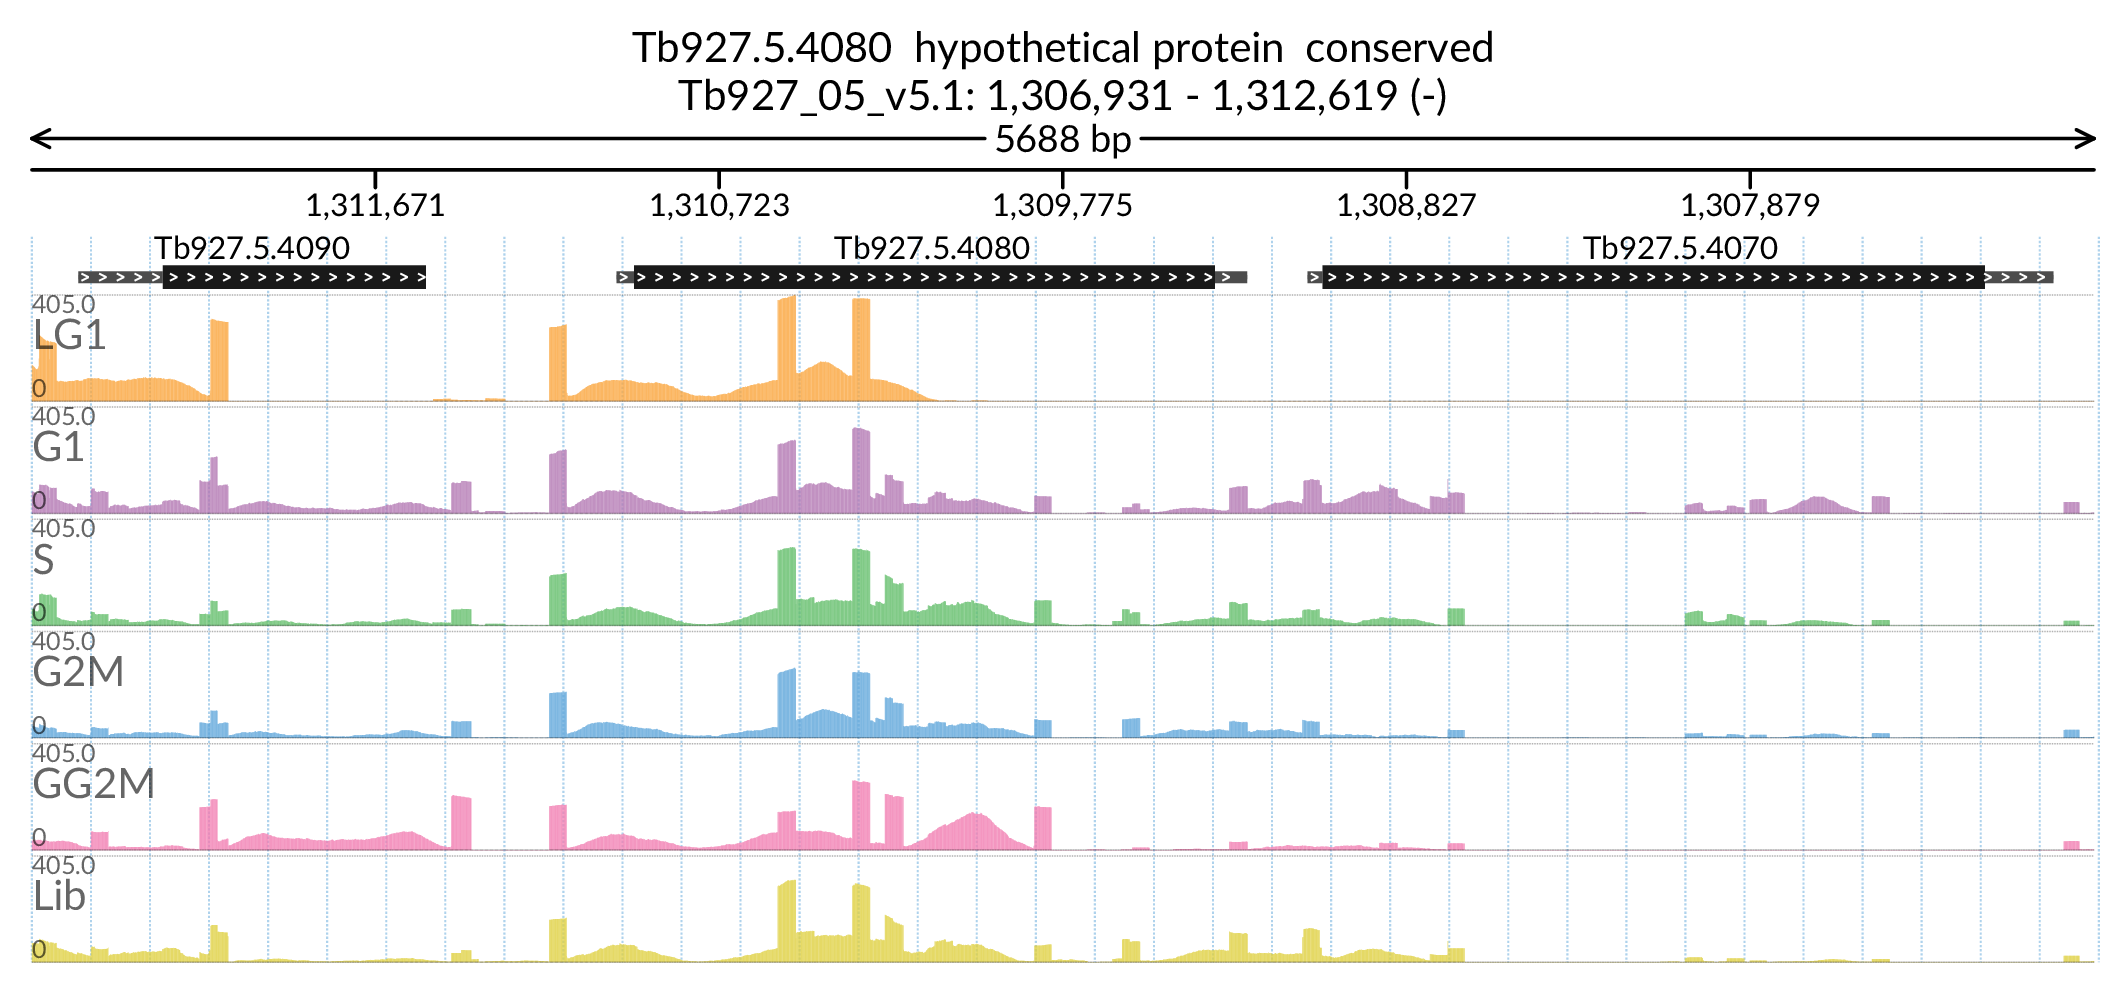 Tb927.5.4080 hypothetical protein conserved
Tb927_05_v5.1: 1,306,931 - 1,312,619 (-)
5688 bp
1,311,671 1,310,723 1,309,775 1,308,827 1,307,879
Tb927.5.4090 Tb927.5.4080 Tb927.5.4070
405.0
LG1
0
405.0
G1
0
405.0
S
0
405.0
G2M
0
405.0
GG2M
0
405.0
Lib
0